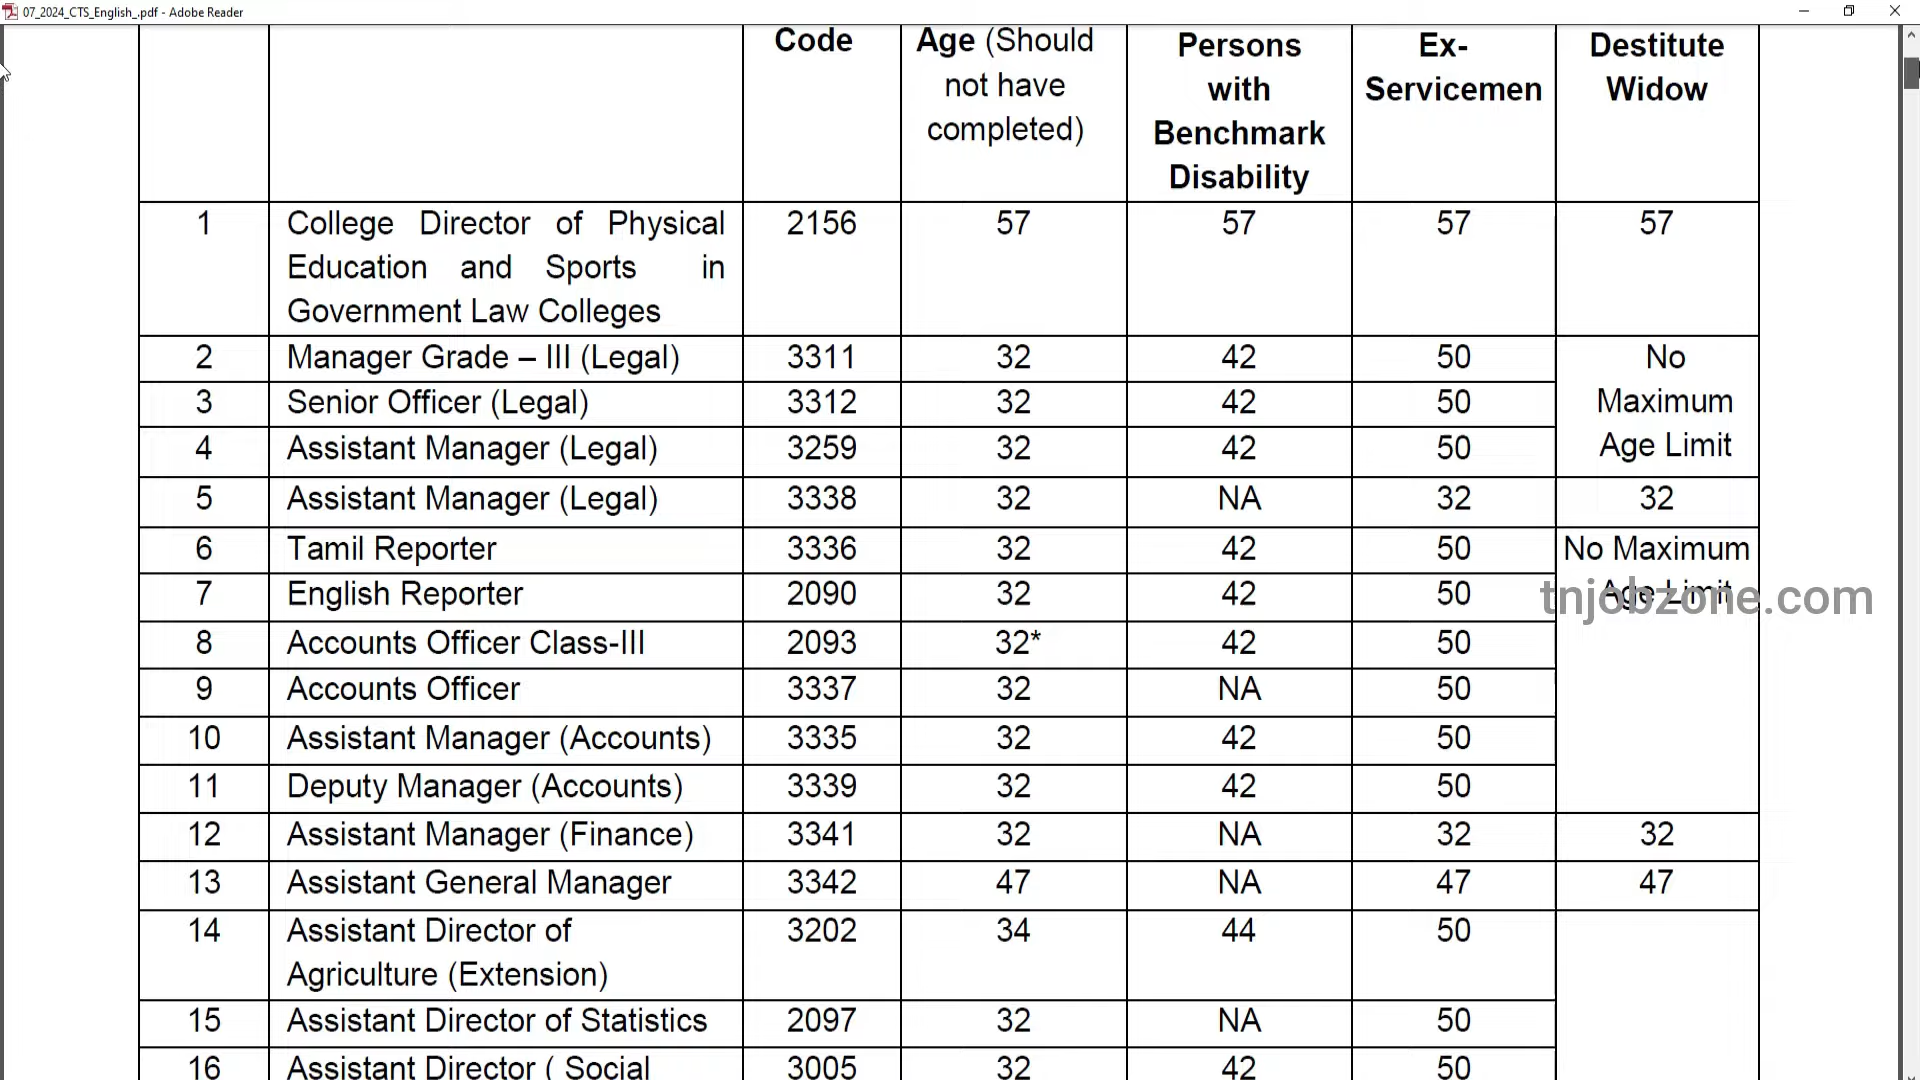 07_2024_CTS_English_.pdf - Adobe Reader
Code
Age (Should
not have
completed)
Persons
with
Benchmark
Disability
Ex-
Servicemen
Destitute
Widow
1 College Director of Physical 2156 57 57 57 57
Education and Sports in
Government Law Colleges
2 Manager Grade – III (Legal) 3311 32 42 50 No
3 Senior Officer (Legal) 3312 32 42 50 Maximum
4 Assistant Manager (Legal) 3259 32 42 50 Age Limit
5 Assistant Manager (Legal) 3338 32 NA 32 32
6 Tamil Reporter 3336 32 42 50 No Maximum
7 English Reporter 2090 32 42 50 Age Limit
tnjobzone.com
8 Accounts Officer Class-III 2093 32* 42 50
9 Accounts Officer 3337 32 NA 50
10 Assistant Manager (Accounts) 3335 32 42 50
11 Deputy Manager (Accounts) 3339 32 42 50
12 Assistant Manager (Finance) 3341 32 NA 32 32
13 Assistant General Manager 3342 47 NA 47 47
14 Assistant Director of 3202 34 44 50
Agriculture (Extension)
15 Assistant Director of Statistics 2097 32 NA 50
16 Assistant Director ( Social 3005 32 42 50